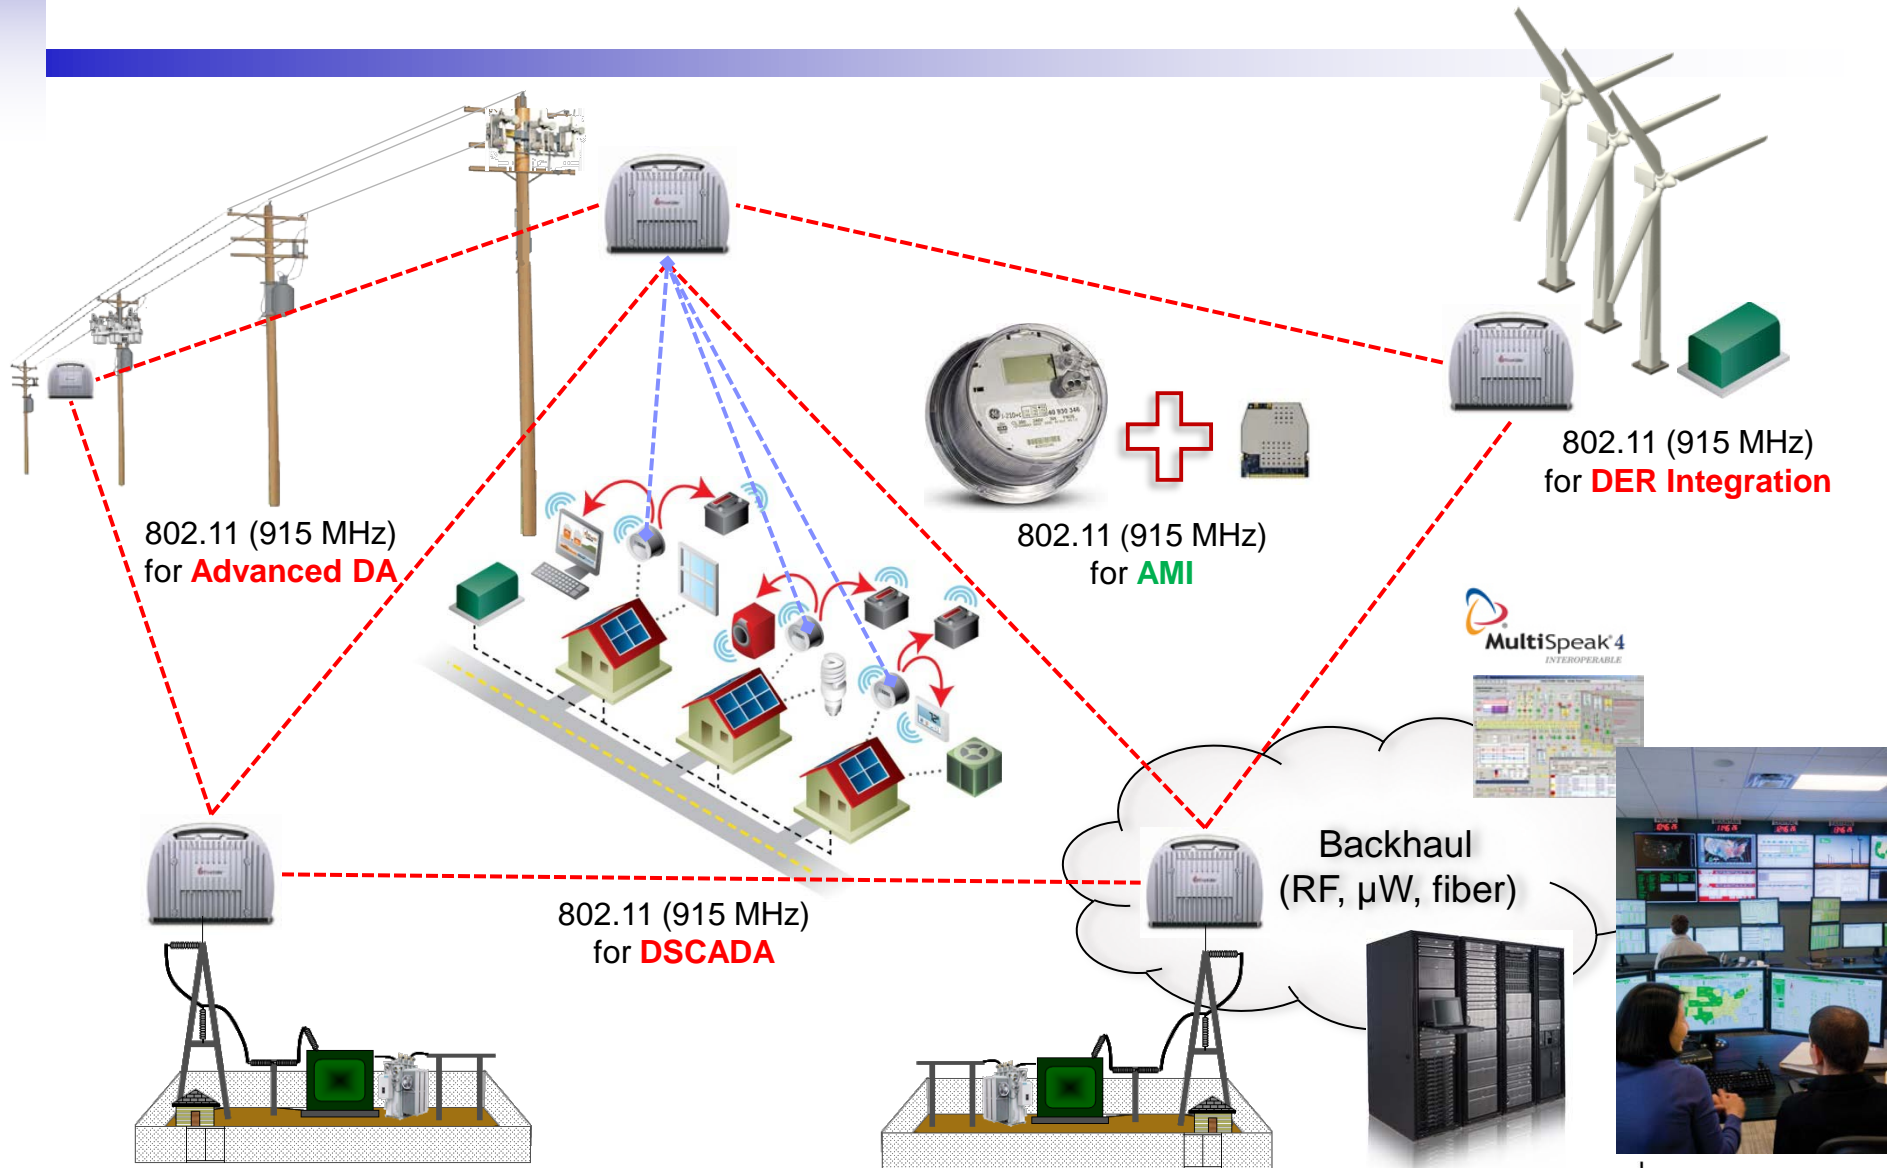 802.11 (915 MHz)
for DER Integration
802.11 (915 MHz)
for Advanced DA
802.11 (915 MHz)
for AMI
MultiSpeak® 4
INTEROPERABLE
Backhaul
(RF, µW, fiber)
802.11 (915 MHz)
for DSCADA